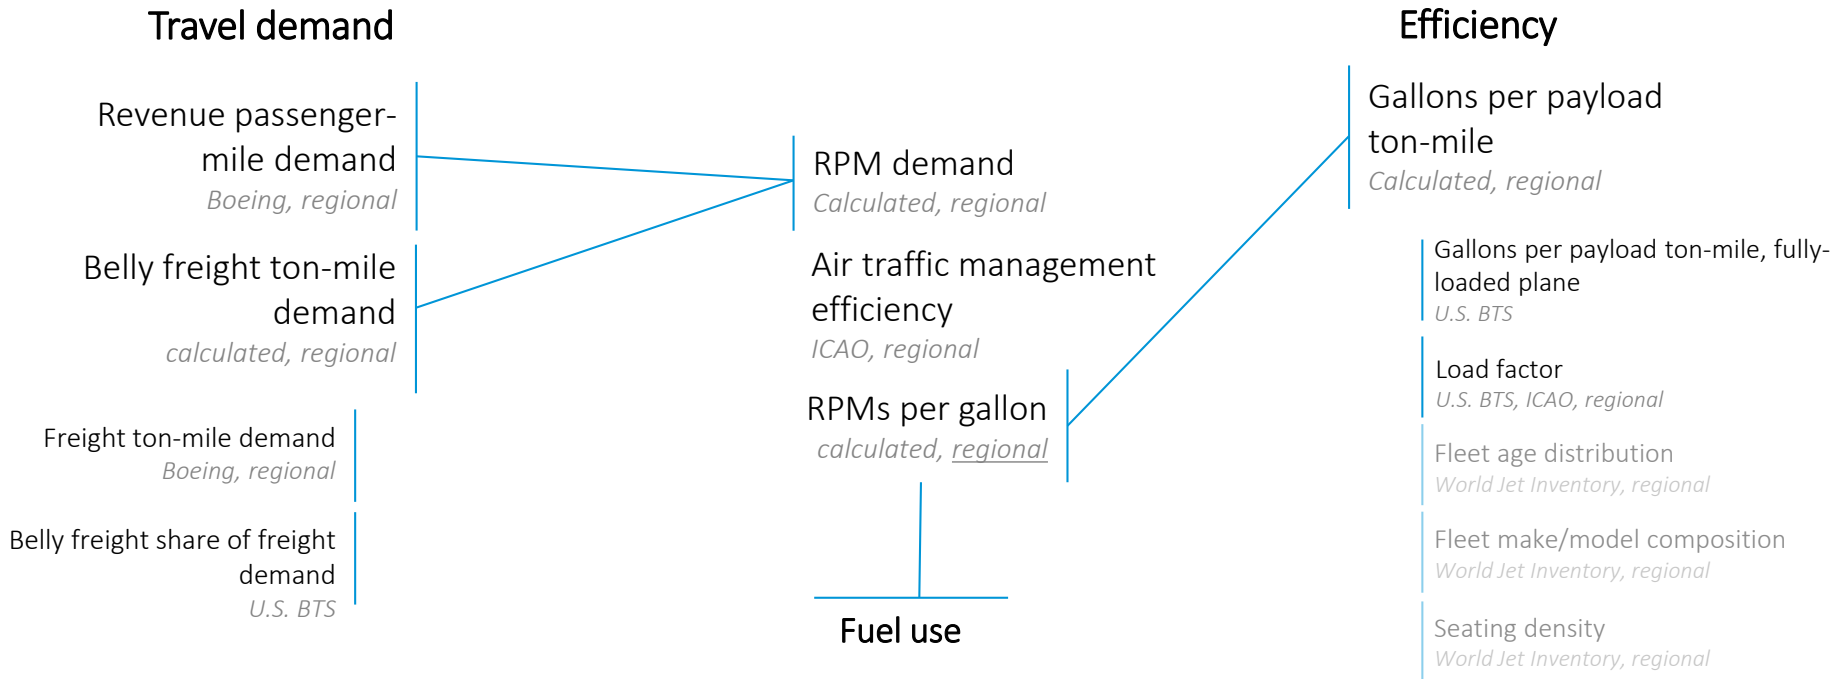 Travel demand
Revenue passenger-
mile demand
Boeing, regional
Belly freight ton-mile
demand
calculated, regional
Freight ton-mile demand
Boeing, regional
Belly freight share of freight
demand
U.S. BTS
RPM demand
Calculated, regional
Air traffic management
efficiency
ICAO, regional
RPMs per gallon
calculated, regional
Fuel use
Efficiency
Gallons per payload
ton-mile
Calculated, regional
Gallons per payload ton-mile, fully-
loaded plane
U.S. BTS
Load factor
U.S. BTS, ICAO, regional
Fleet age distribution
World Jet Inventory, regional
Fleet make/model composition
World Jet Inventory, regional
Seating density
World Jet Inventory, regional